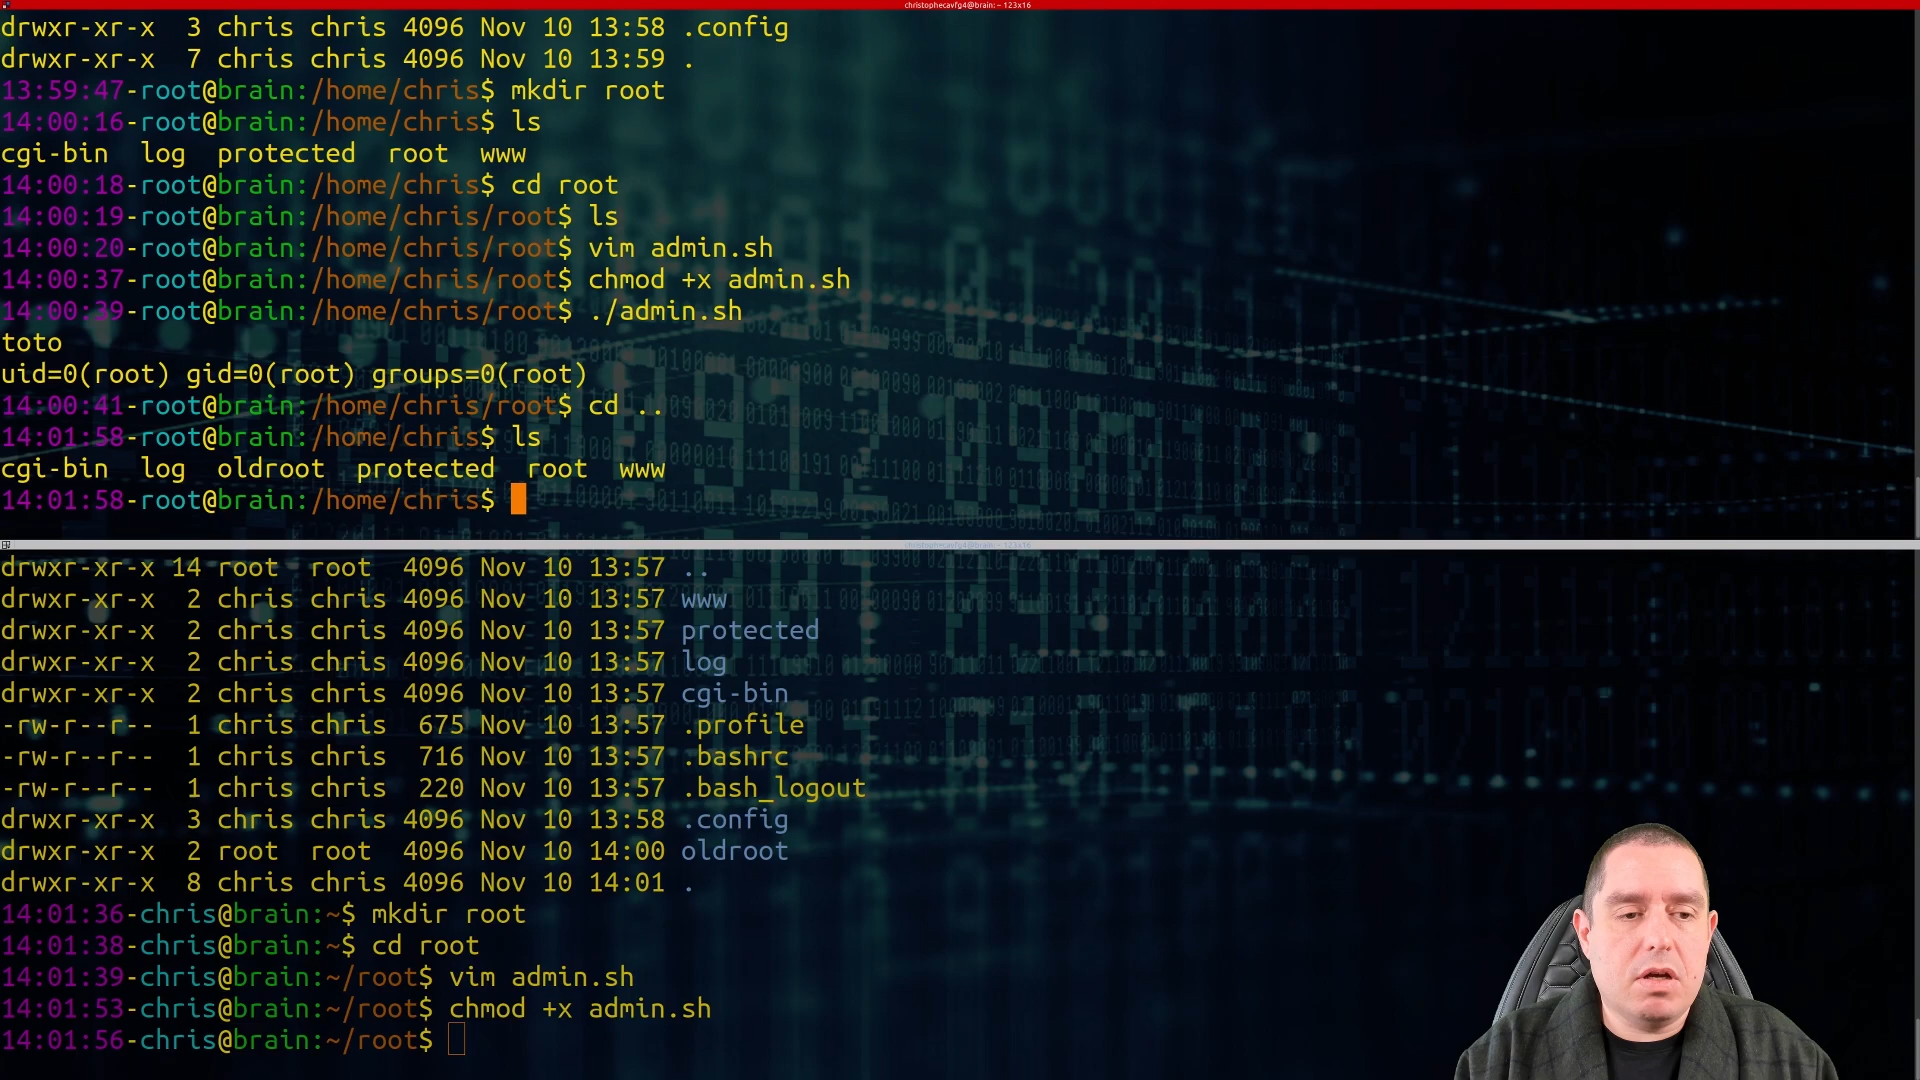 christophecavfg4@brain: ~ 123x16
drwxr-xr-x  3 chris chris 4096 Nov 10 13:58 .config
drwxr-xr-x  7 chris chris 4096 Nov 10 13:59 .
13:59:47-root@brain:/home/chris$ mkdir root
14:00:16-root@brain:/home/chris$ ls
cgi-bin  log  protected  root  www
14:00:18-root@brain:/home/chris$ cd root
14:00:19-root@brain:/home/chris/root$ ls
14:00:20-root@brain:/home/chris/root$ vim admin.sh
14:00:37-root@brain:/home/chris/root$ chmod +x admin.sh
14:00:39-root@brain:/home/chris/root$ ./admin.sh
toto
uid=0(root) gid=0(root) groups=0(root)
14:00:41-root@brain:/home/chris/root$ cd ..
14:01:58-root@brain:/home/chris$ ls
cgi-bin  log  oldroot  protected  root  www
14:01:58-root@brain:/home/chris$
christophecavfg4@brain: ~ 123x16
drwxr-xr-x 14 root  root  4096 Nov 10 13:57 ..
drwxr-xr-x  2 chris chris 4096 Nov 10 13:57 www
drwxr-xr-x  2 chris chris 4096 Nov 10 13:57 protected
drwxr-xr-x  2 chris chris 4096 Nov 10 13:57 log
drwxr-xr-x  2 chris chris 4096 Nov 10 13:57 cgi-bin
-rw-r--r--  1 chris chris  675 Nov 10 13:57 .profile
-rw-r--r--  1 chris chris  716 Nov 10 13:57 .bashrc
-rw-r--r--  1 chris chris  220 Nov 10 13:57 .bash_logout
drwxr-xr-x  3 chris chris 4096 Nov 10 13:58 .config
drwxr-xr-x  2 root  root  4096 Nov 10 14:00 oldroot
drwxr-xr-x  8 chris chris 4096 Nov 10 14:01 .
14:01:36-chris@brain:~$ mkdir root
14:01:38-chris@brain:~$ cd root
14:01:39-chris@brain:~/root$ vim admin.sh
14:01:53-chris@brain:~/root$ chmod +x admin.sh
14:01:56-chris@brain:~/root$